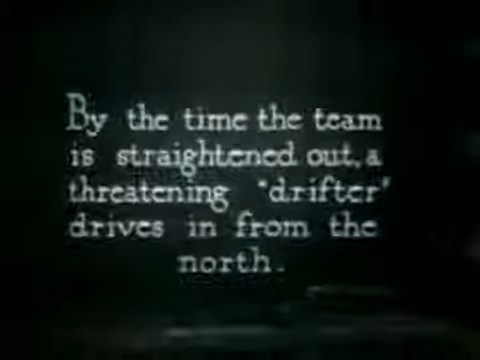 By the time the team
is straightened out, a
threatening "drifter"
drives in from the
north.